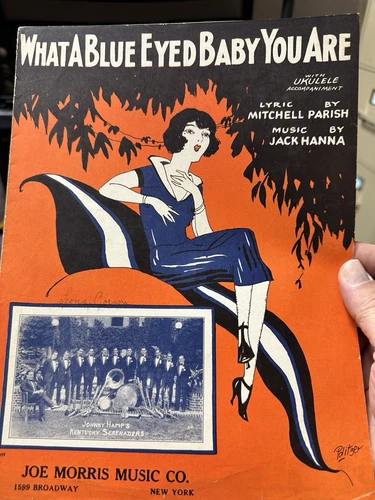 WHAT A BLUE EYED BABY YOU ARE
WITH
UKULELE
ACCOMPANIMENT
LYRIC BY
MITCHELL PARISH
MUSIC BY
JACK HANNA
JOHNNY HAMP'S
KENTUCKY SERENADERS
JOE MORRIS MUSIC CO.
1589 BROADWAY NEW YORK